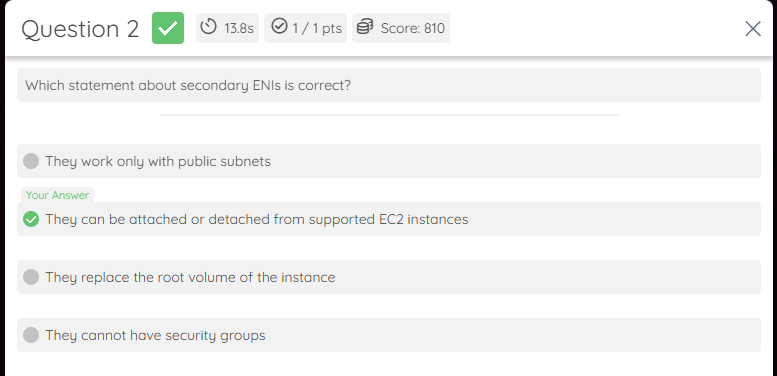 Question 2
13.8s
1 / 1 pts
Score: 810
Which statement about secondary ENIs is correct?
They work only with public subnets
Your Answer
They can be attached or detached from supported EC2 instances
They replace the root volume of the instance
They cannot have security groups